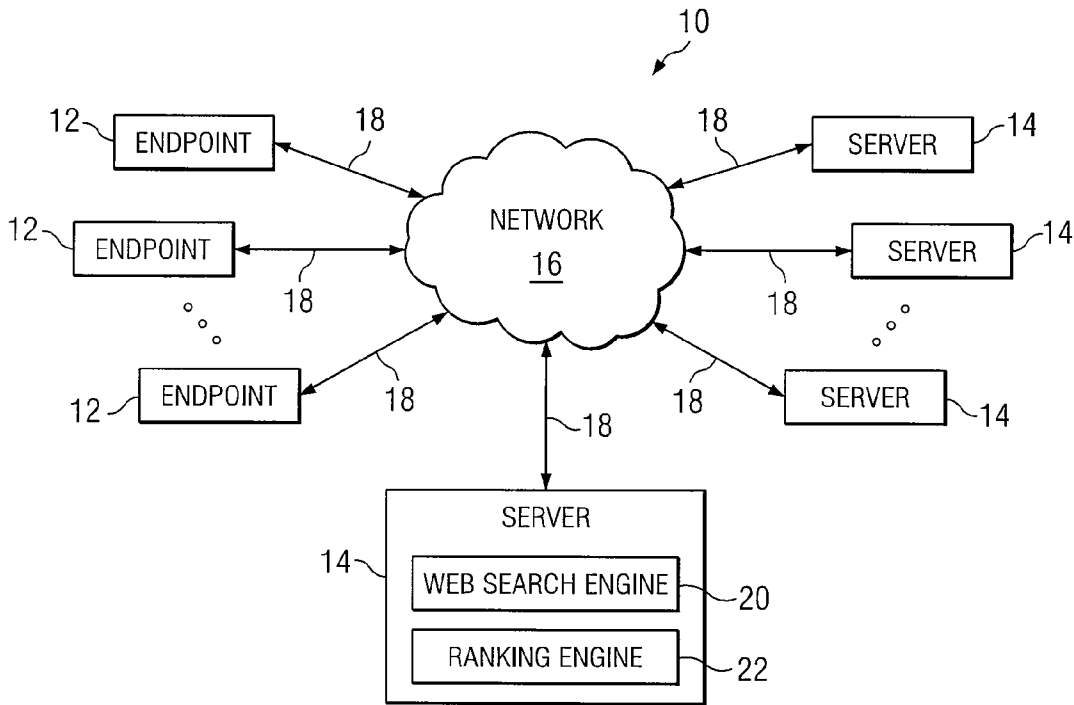 10
12 ENDPOINT 18
18 SERVER 14
NETWORK
16
12 ENDPOINT 18
18 SERVER 14
12 ENDPOINT 18
18 SERVER 14
18
SERVER
14
WEB SEARCH ENGINE 20
RANKING ENGINE 22